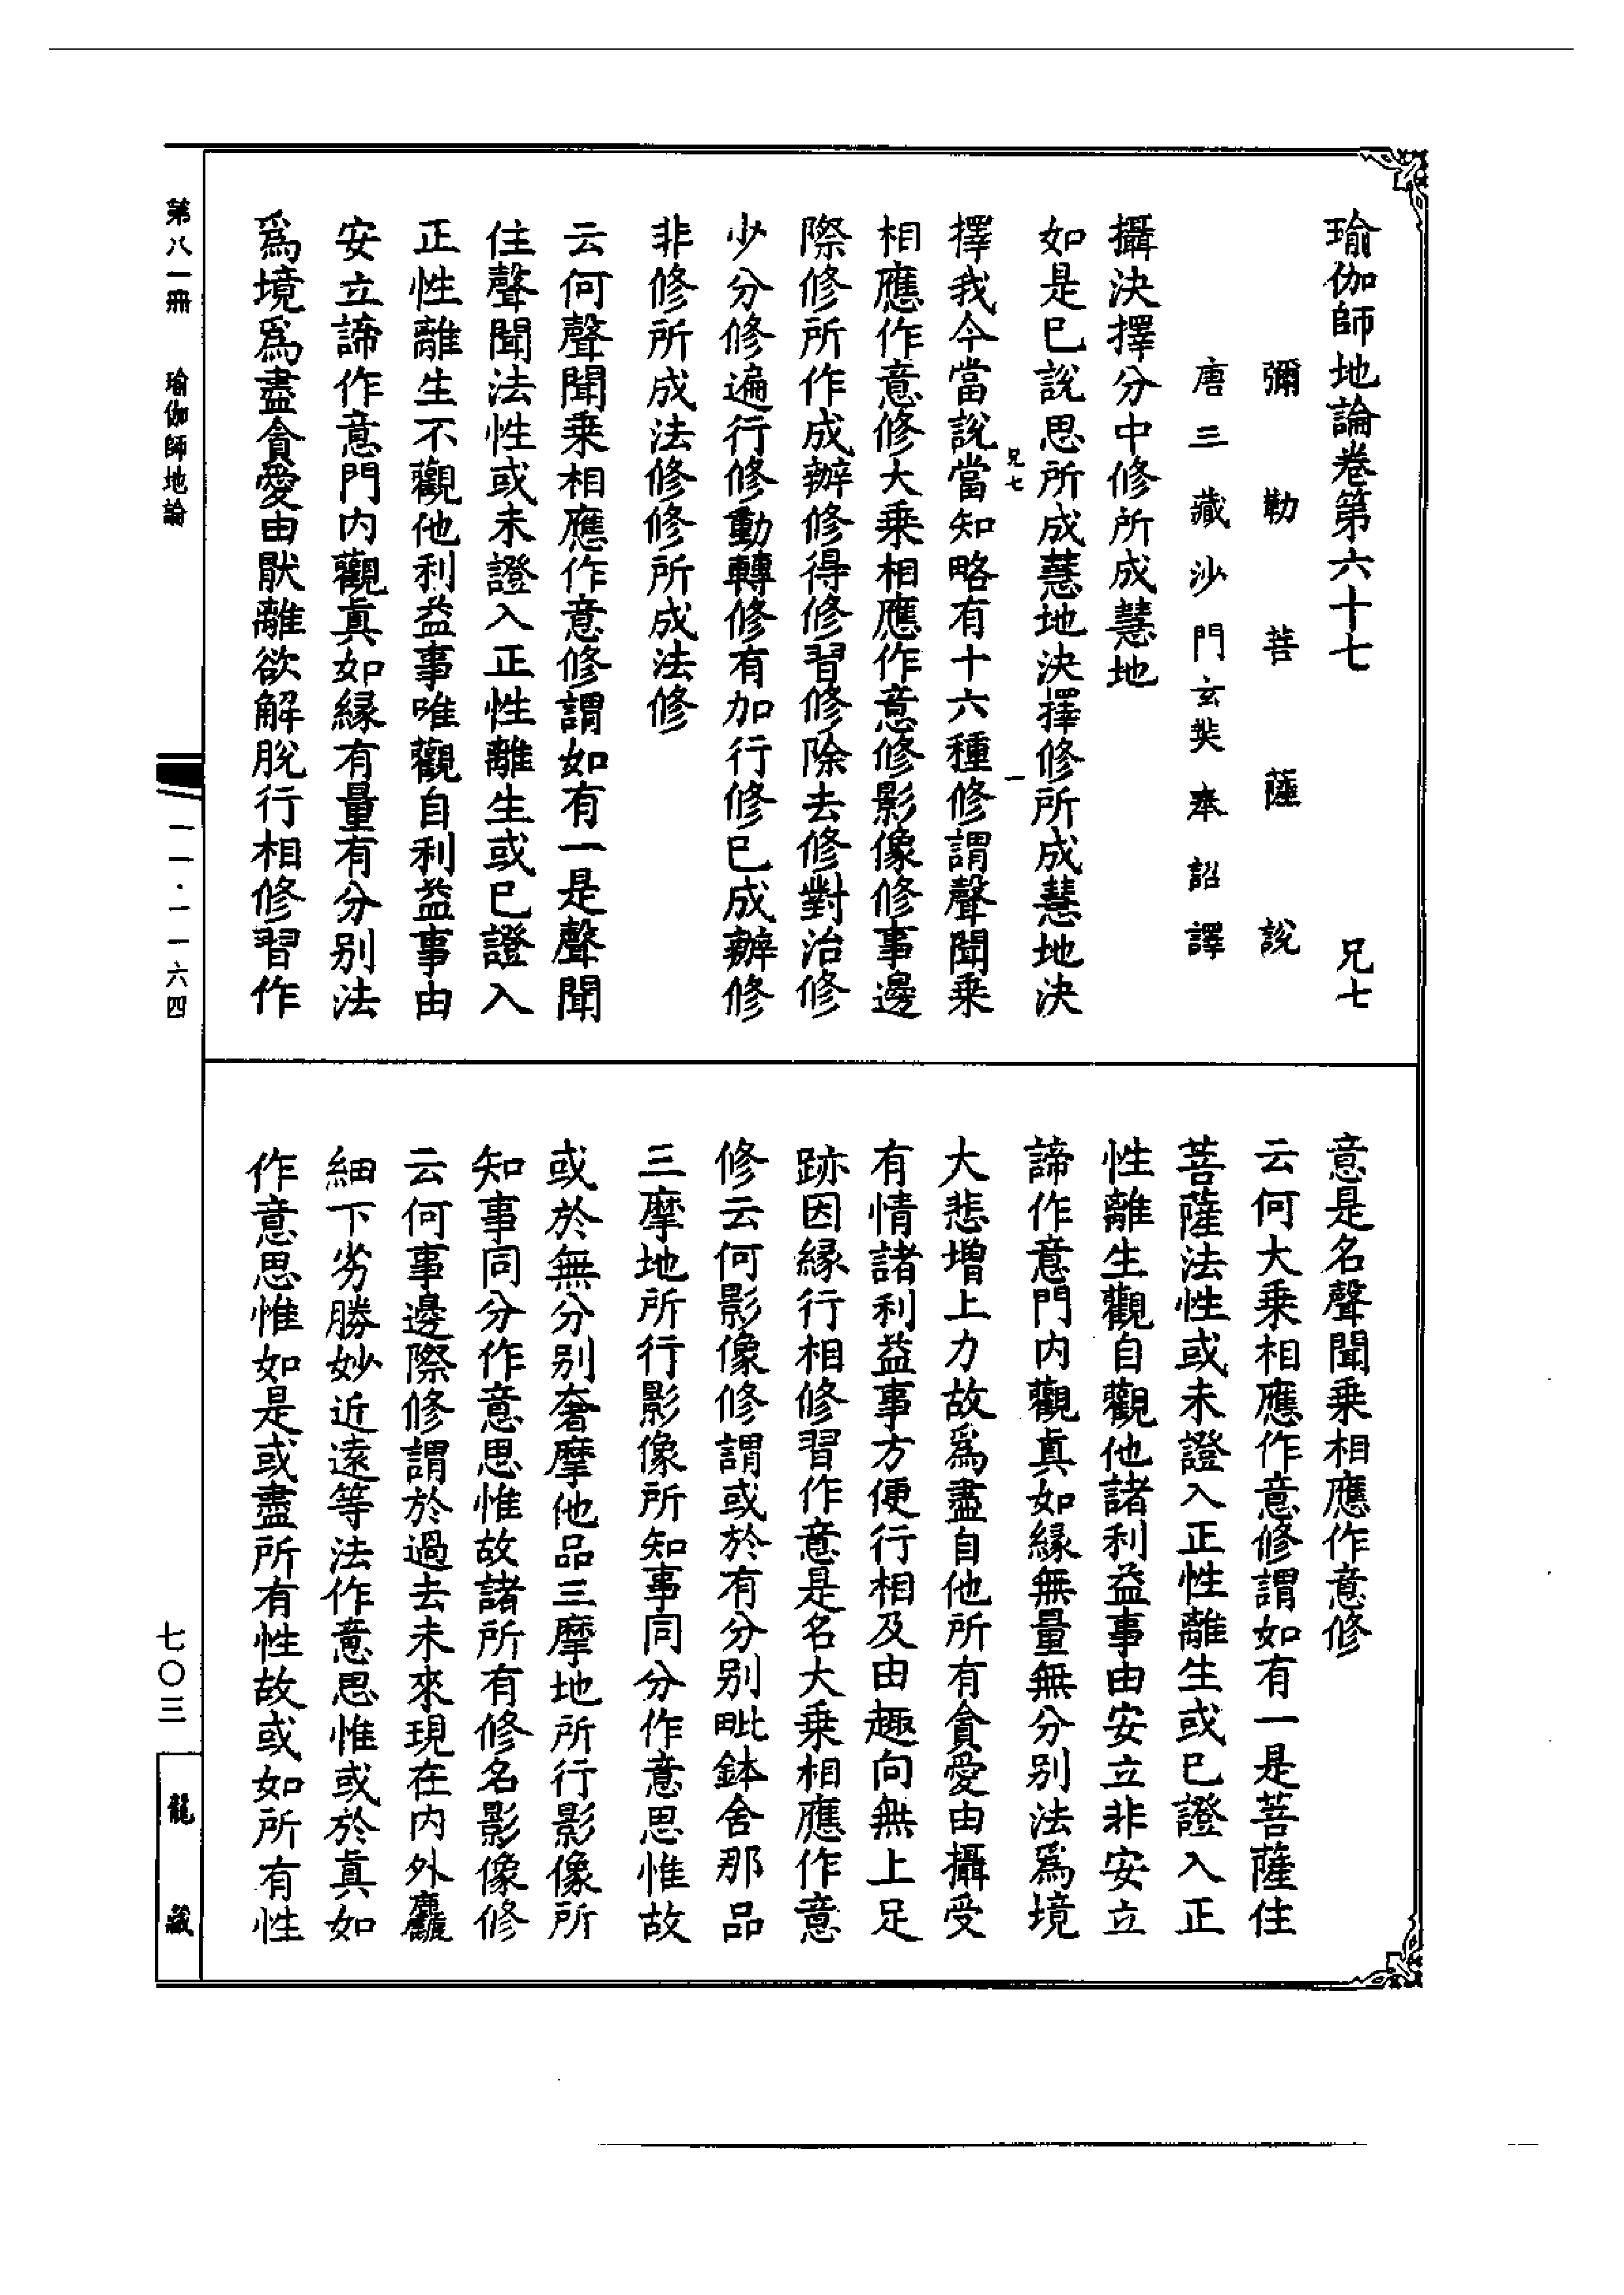 瑜伽師地論卷第六十七 兄七
彌勒菩薩說
唐三藏沙門玄奘奉詔譯
攝決擇分中修所成慧地
如是已說思所成慧地決擇修所成慧地決
兄七 一
擇我今當說當知略有十六種修謂聲聞乘
相應作意修大乘相應作意修影像修事邊
際修所作成辦修得修習修除去修對治修
少分修遍行修動轉修有加行修已成辦修
非修所成法修修所成法修
云何聲聞乘相應作意修謂如有一是聲聞
住聲聞法性或未證入正性離生或已證入
正性離生不觀他利益事唯觀自利益事由
安立諦作意門內觀真如緣有量有分別法
為境為盡貪愛由厭離欲解脫行相修習作
意是名聲聞乘相應作意修
云何大乘相應作意修謂如有一是菩薩住
菩薩法性或未證入正性離生或已證入正
性離生觀自觀他諸利益事由安立非安立
諦作意門內觀真如緣無量無分別法為境
大悲增上力故為盡自他所有貪愛由攝受
有情諸利益事方便行相及由趣向無上足
跡因緣行相修習作意是名大乘相應作意
修云何影像修謂或於有分別毗鉢舍那品
三摩地所行影像所知事同分作意思惟故
或於無分別奢摩他品三摩地所行影像所
知事同分作意思惟故諸所有修名影像修
云何事邊際修謂於過去未來現在內外麤
細下劣勝妙近遠等法作意思惟或於真如
作意思惟如是或盡所有性故或如所有性
第八一冊 瑜伽師地論
一一·一一六四
七〇三
龍藏